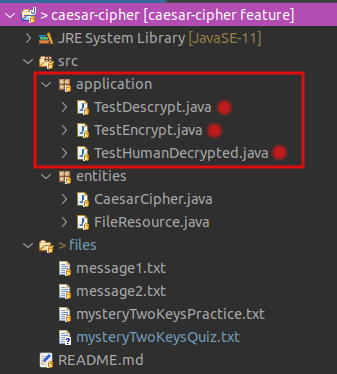 > caesar-cipher [caesar-cipher feature]
JRE System Library [JavaSE-11]
src
application
TestDescrypt.java
TestEncrypt.java
TestHumanDecrypted.java
entities
CaesarCipher.java
FileResource.java
> files
message1.txt
message2.txt
mysteryTwoKeysPractice.txt
mysteryTwoKeysQuiz.txt
README.md